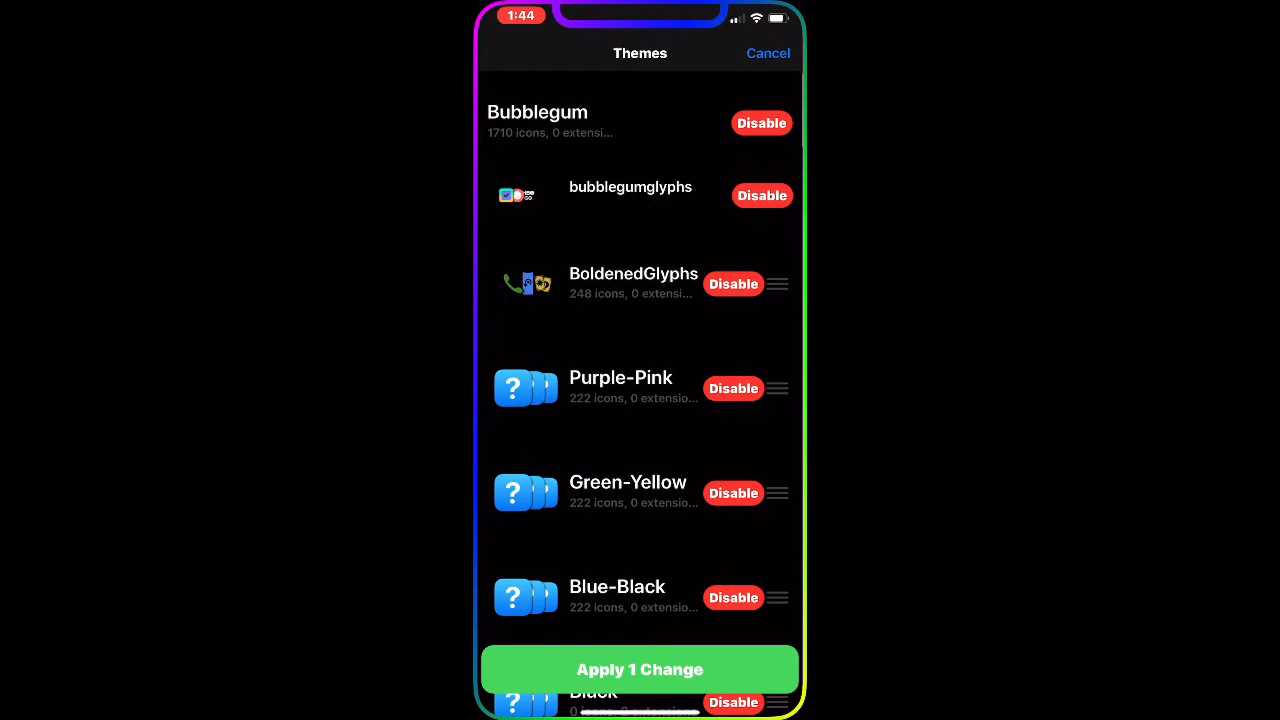 1:44
Themes
Cancel
Bubblegum
1710 icons, 0 extensi...
Disable
bubblegumglyphs
Disable
BoldenedGlyphs
248 icons, 0 extensi...
Disable
Purple-Pink
222 icons, 0 extensio...
Disable
Green-Yellow
222 icons, 0 extensio...
Disable
Blue-Black
222 icons, 0 extensio...
Disable
Apply 1 Change
Black
Disable